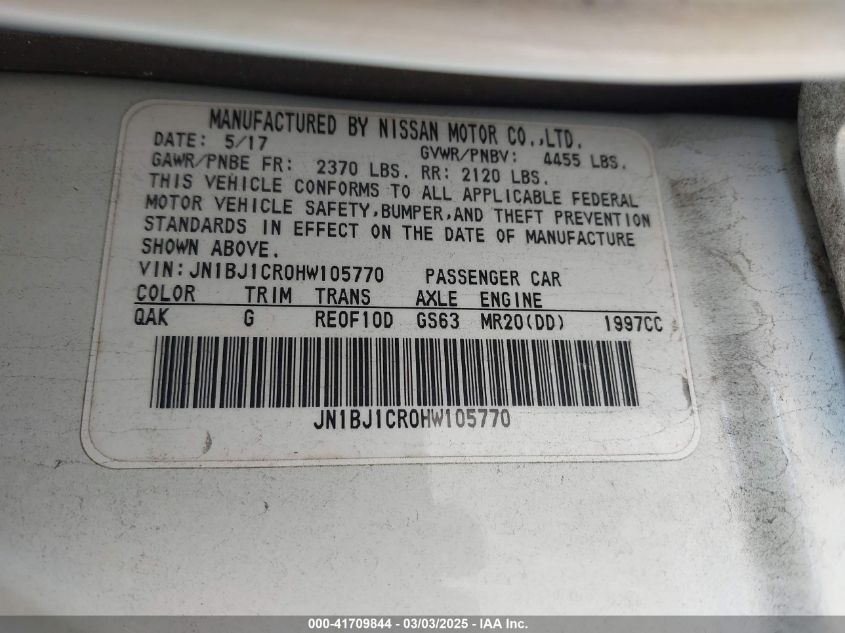 MANUFACTURED BY NISSAN MOTOR CO.,LTD.
DATE: 5/17 GVWR/PNBV: 4455 LBS.
GAWR/PNBE FR: 2370 LBS. RR: 2120 LBS.
THIS VEHICLE CONFORMS TO ALL APPLICABLE FEDERAL
MOTOR VEHICLE SAFETY,BUMPER,AND THEFT PREVENTION
STANDARDS IN EFFECT ON THE DATE OF MANUFACTURE
SHOWN ABOVE.
VIN:JN1BJ1CR0HW105770 PASSENGER CAR
COLOR TRIM TRANS AXLE ENGINE
QAK G RE0F10D GS63 MR20(DD) 1997CC
JN1BJ1CR0HW105770
000-41709844 - 03/03/2025 - IAA Inc.